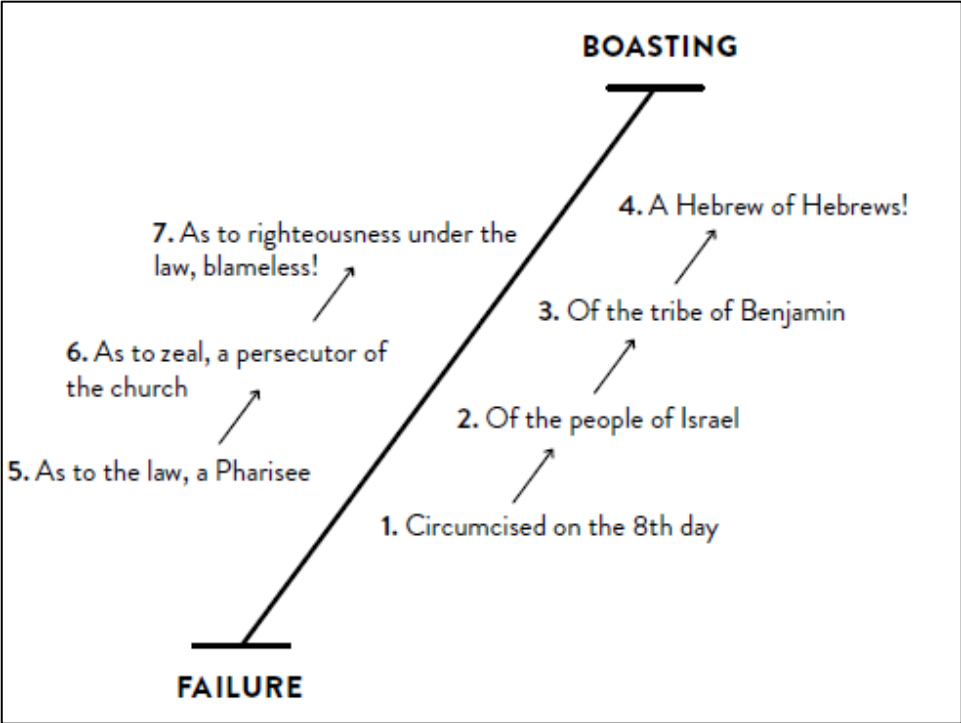 BOASTING
4. A Hebrew of Hebrews!
7. As to righteousness under the
law, blameless!
3. Of the tribe of Benjamin
6. As to zeal, a persecutor of
the church
2. Of the people of Israel
5. As to the law, a Pharisee
1. Circumcised on the 8th day
FAILURE